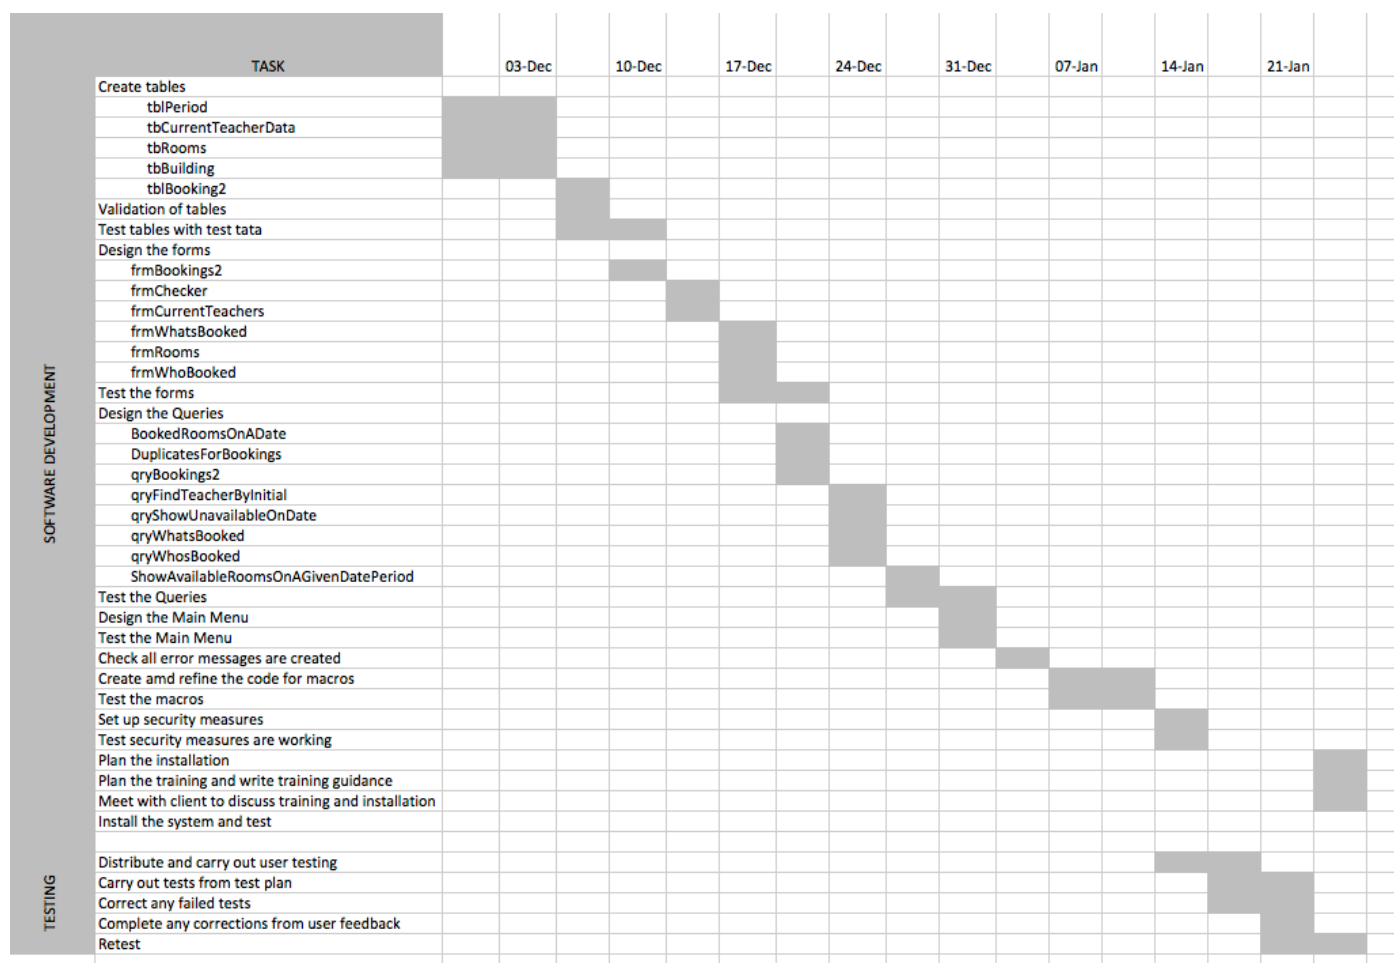 TASK 03-Dec 10-Dec 17-Dec 24-Dec 31-Dec 07-Jan 14-Jan 21-Jan
SOFTWARE DEVELOPMENT
Create tables
tblPeriod
tbCurrentTeacherData
tbRooms
tbBuilding
tblBooking2
Validation of tables
Test tables with test tata
Design the forms
frmBookings2
frmChecker
frmCurrentTeachers
frmWhatsBooked
frmRooms
frmWhoBooked
Test the forms
Design the Queries
BookedRoomsOnADate
DuplicatesForBookings
qryBookings2
qryFindTeacherByInitial
qryShowUnavailableOnDate
qryWhatsBooked
qryWhosBooked
ShowAvailableRoomsOnAGivenDatePeriod
Test the Queries
Design the Main Menu
Test the Main Menu
Check all error messages are created
Create amd refine the code for macros
Test the macros
Set up security measures
Test security measures are working
Plan the installation
Plan the training and write training guidance
Meet with client to discuss training and installation
Install the system and test
TESTING
Distribute and carry out user testing
Carry out tests from test plan
Correct any failed tests
Complete any corrections from user feedback
Retest